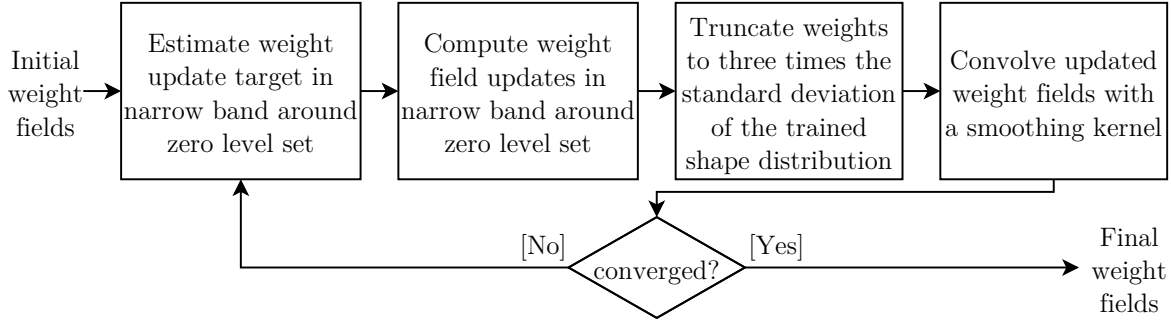 Initial
weight
fields
Estimate weight
update target in
narrow band around
zero level set
Compute weight
field updates in
narrow band around
zero level set
Truncate weights
to three times the
standard deviation
of the trained
shape distribution
Convolve updated
weight fields with
a smoothing kernel
[No]
converged?
[Yes]
Final
weight
fields